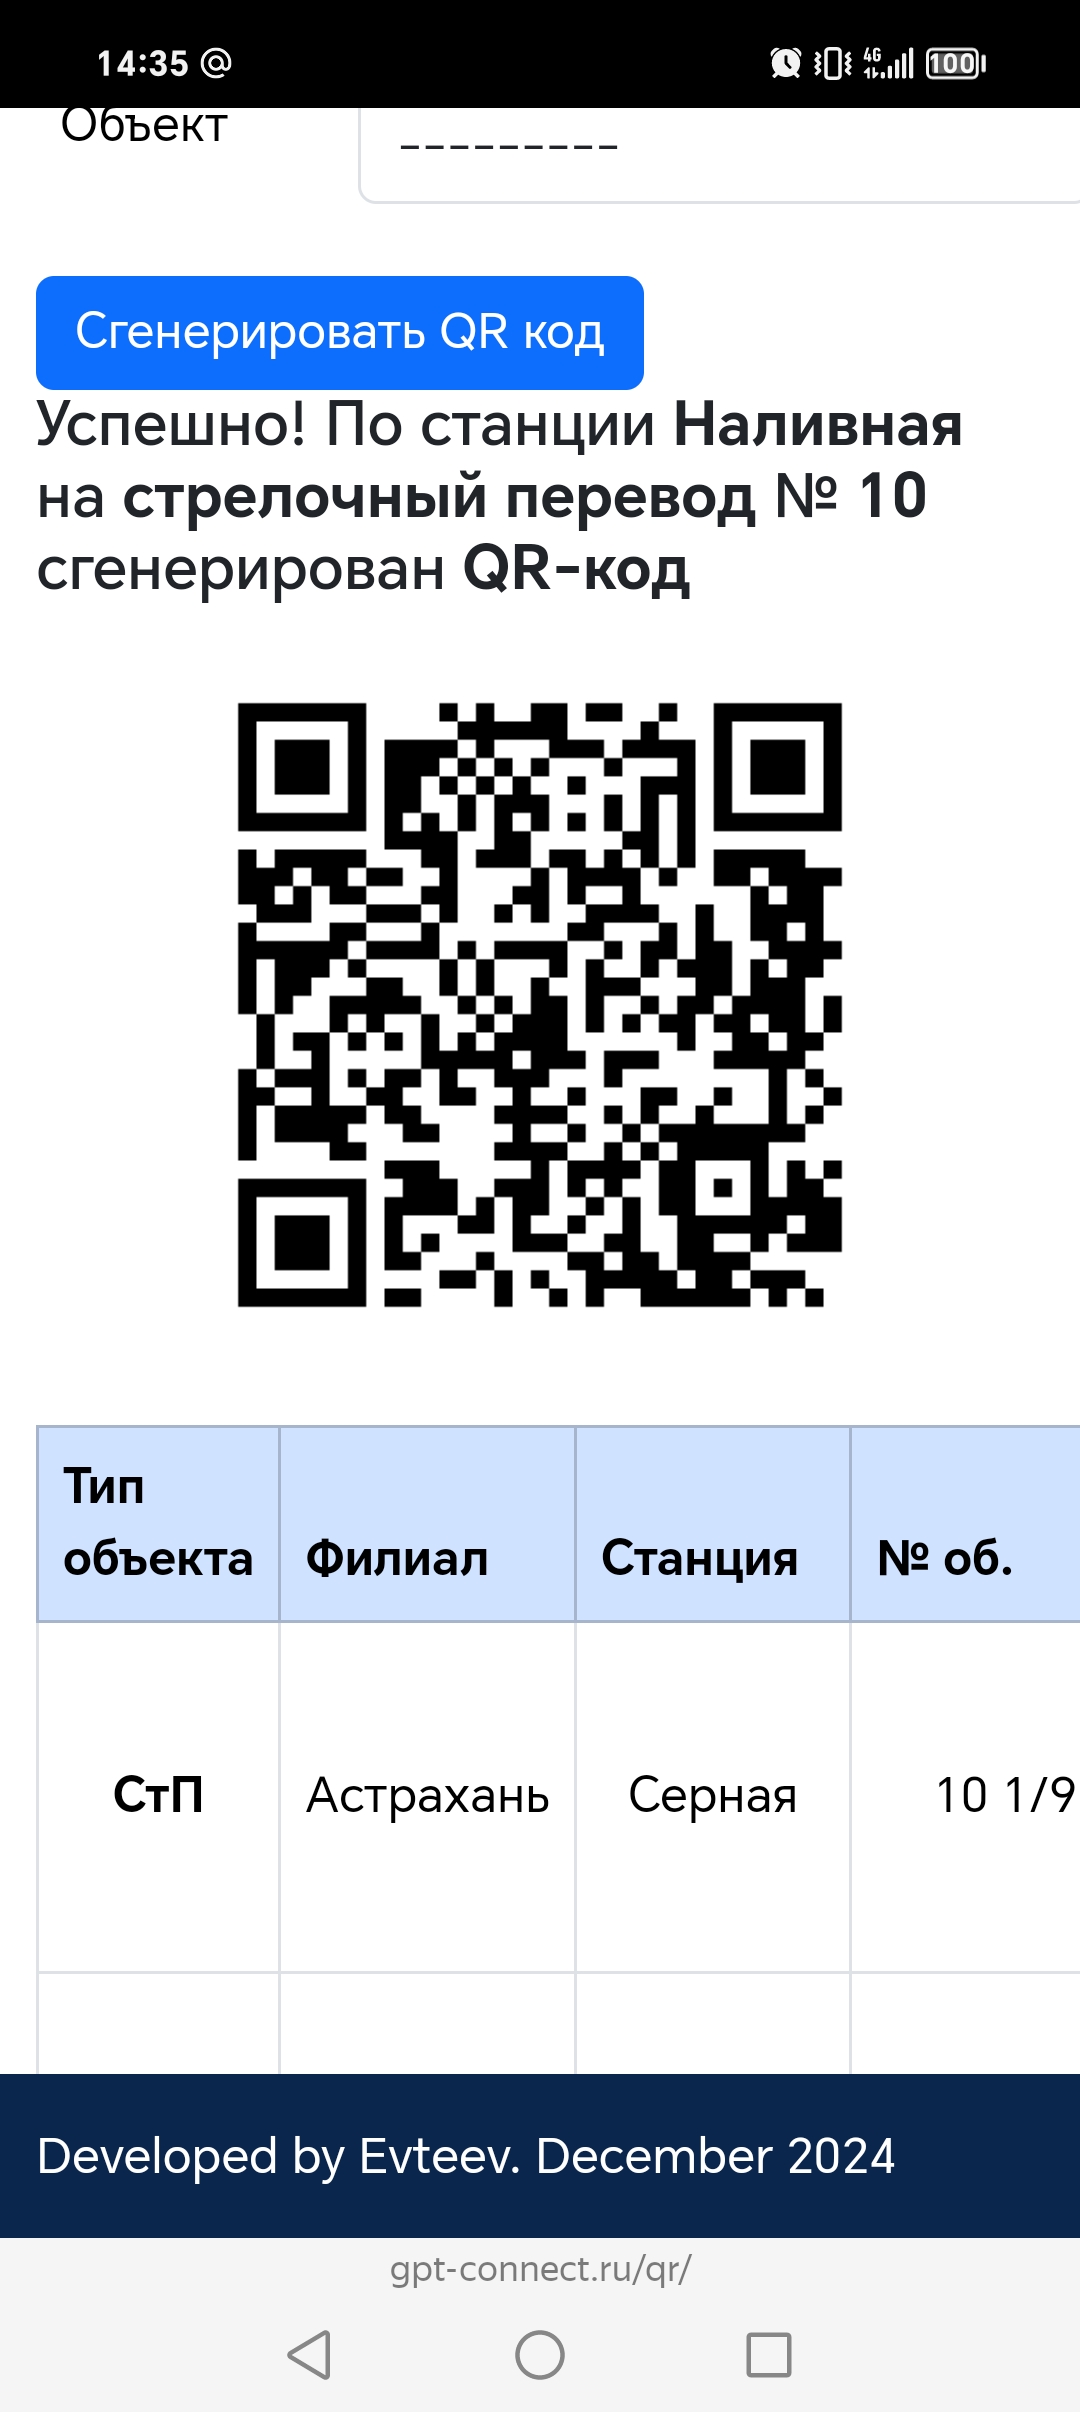 14:35
4G
100
Объект
---------
Сгенерировать QR код
Успешно! По станции Наливная
на стрелочный перевод № 10
сгенерирован QR-код
Тип объекта Филиал Станция № об.
СтП Астрахань Серная 10 1/9
Developed by Evteev. December 2024
gpt-connect.ru/qr/